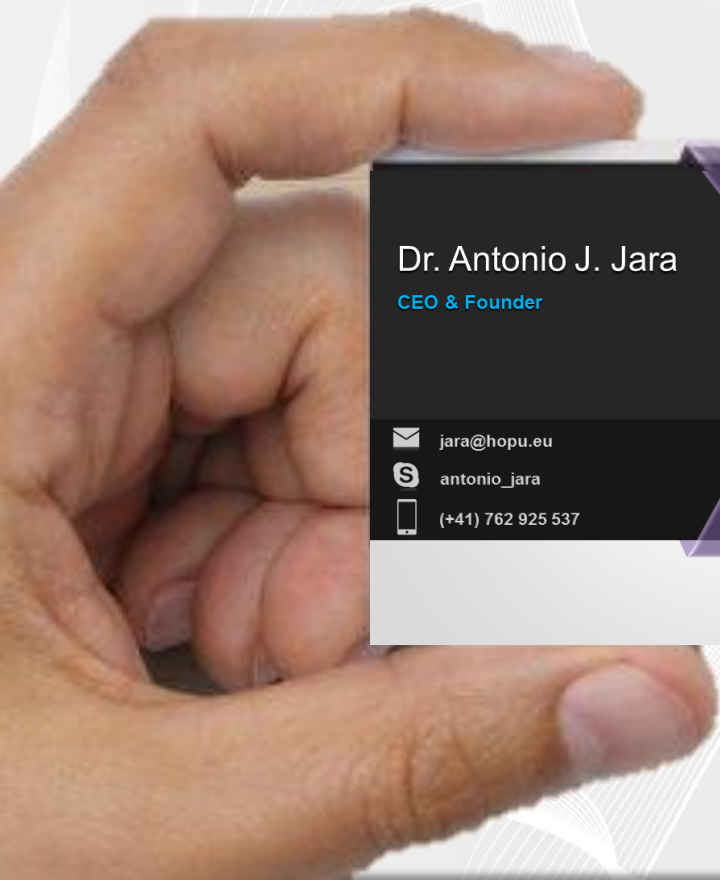 Dr. Antonio J. Jara
CEO & Founder
jara@hopu.eu
antonio_jara
(+41) 762 925 537